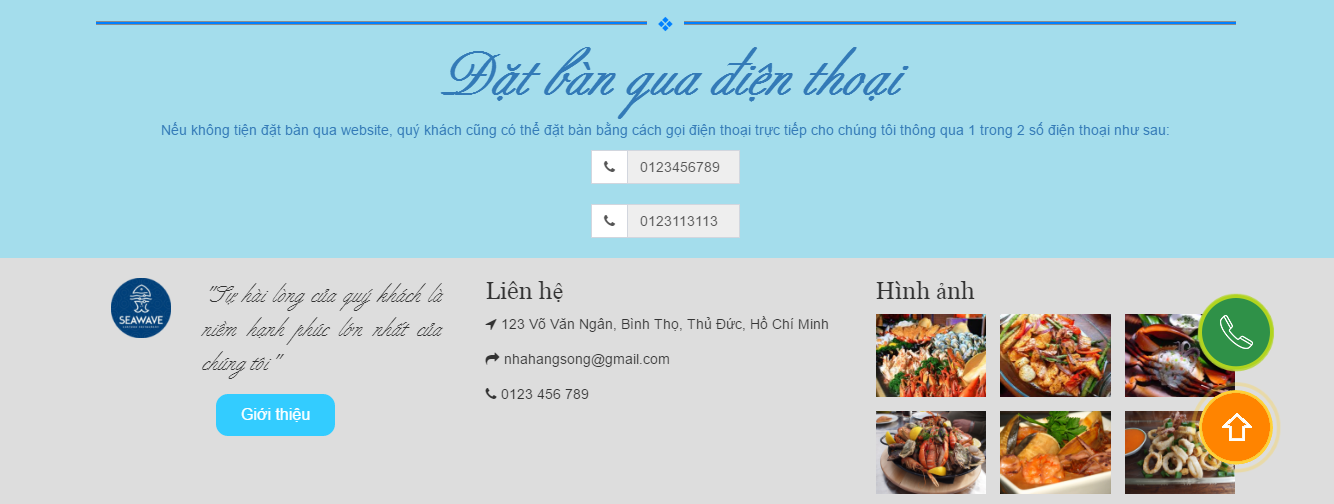 Đặt bàn qua điện thoại
Nếu không tiện đặt bàn qua website, quý khách cũng có thể đặt bàn bằng cách gọi điện thoại trực tiếp cho chúng tôi thông qua 1 trong 2 số điện thoại như sau:
0123456789
0123113113
SEAWAVE
"Sự hài lòng của quý khách là
niềm hạnh phúc lớn nhất của
chúng tôi"
Giới thiệu
Liên hệ
123 Võ Văn Ngân, Bình Thọ, Thủ Đức, Hồ Chí Minh
nhahangsong@gmail.com
0123 456 789
Hình ảnh